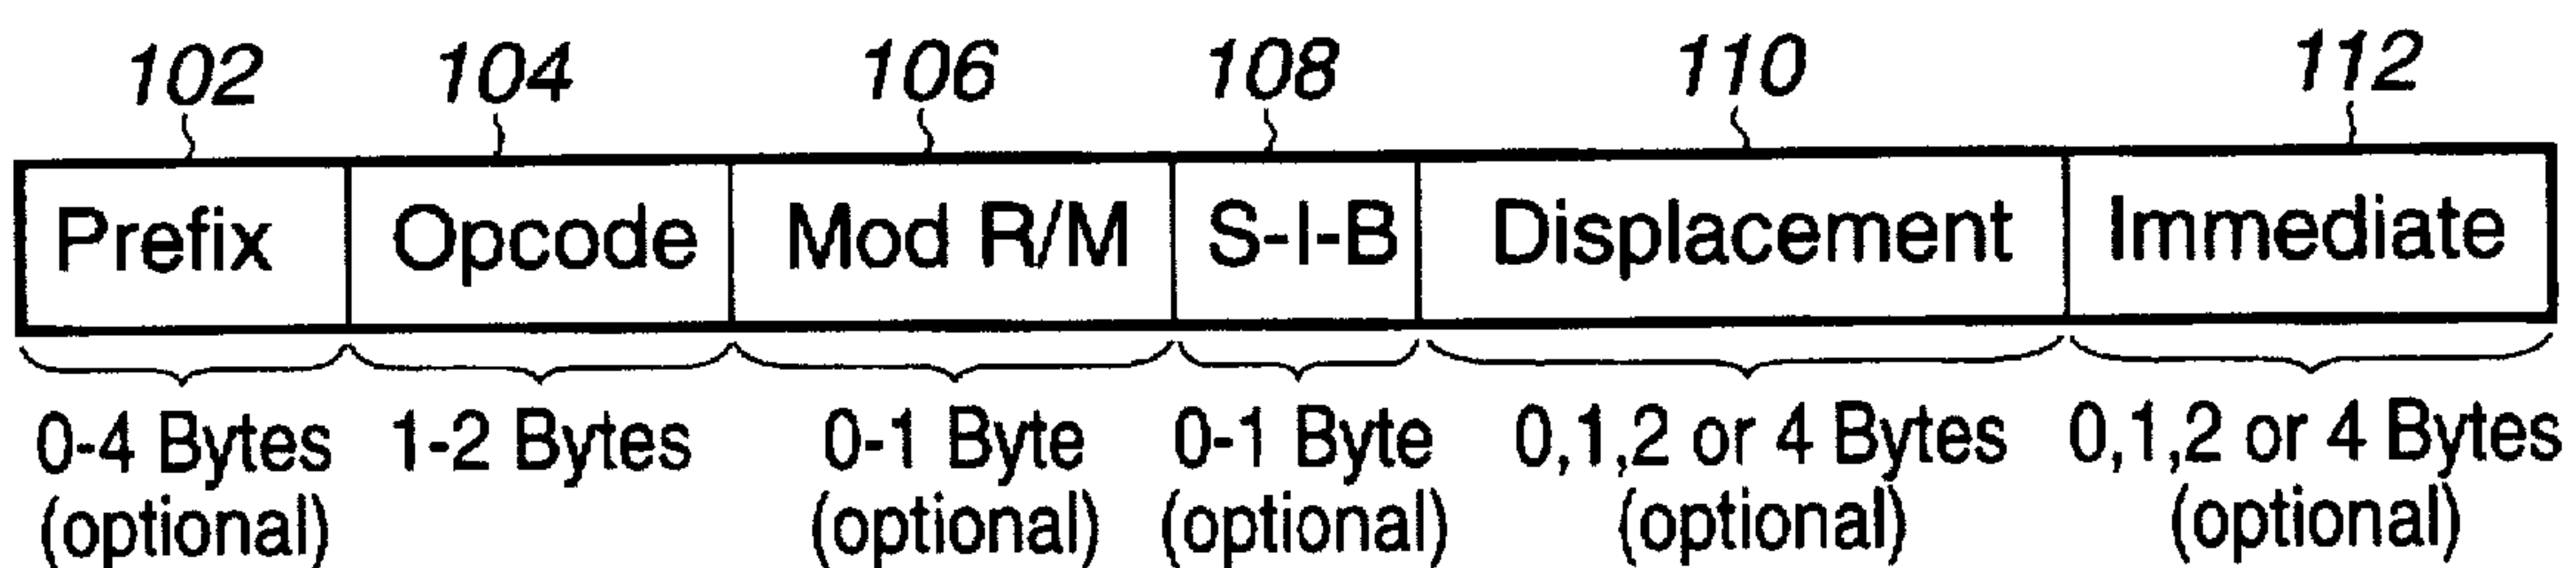 102 104 106 108 110 112
Prefix Opcode Mod R/M S-I-B Displacement Immediate
0-4 Bytes 1-2 Bytes 0-1 Byte 0-1 Byte 0,1,2 or 4 Bytes 0,1,2 or 4 Bytes
(optional) (optional) (optional) (optional) (optional)